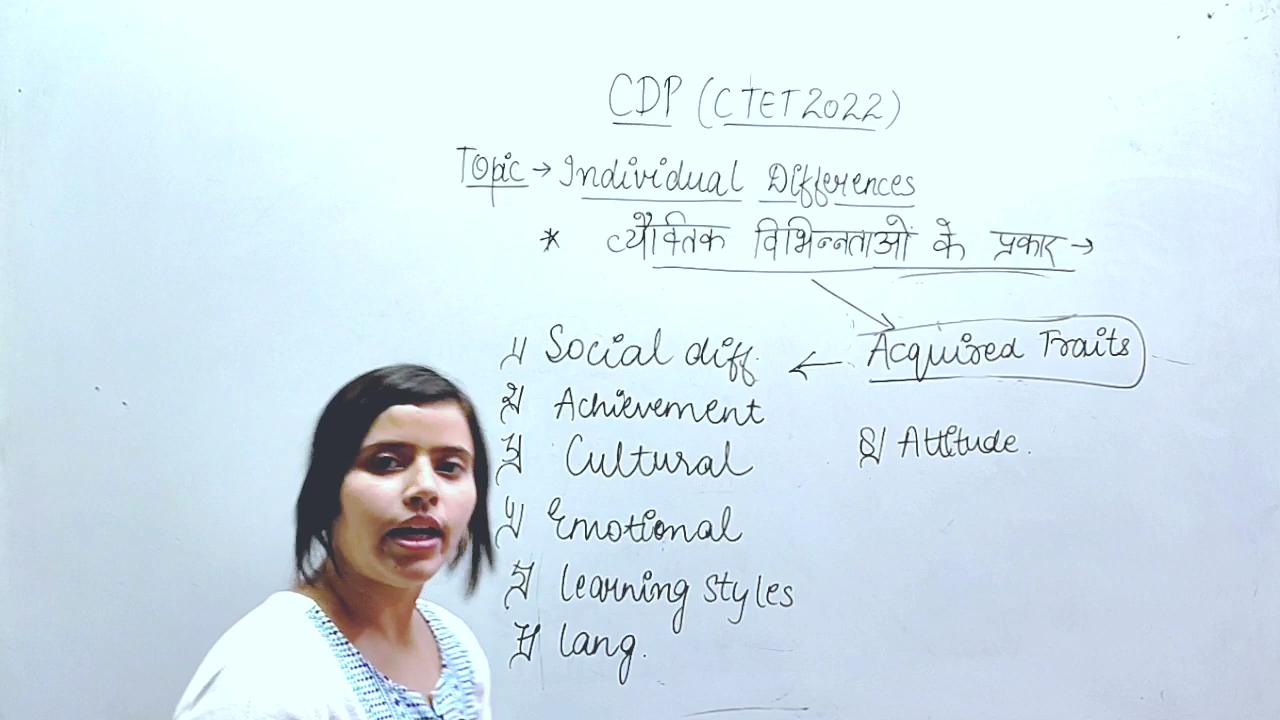 CDP (CTET 2022)
Topic → Individual Differences
* व्यैक्तिक विभिन्नताओं के प्रकार →
Acquired Traits
1) Social diff. ←
2) Achievement
3) Cultural
4) Emotional
5) learning styles
6) lang.
8) Attitude.